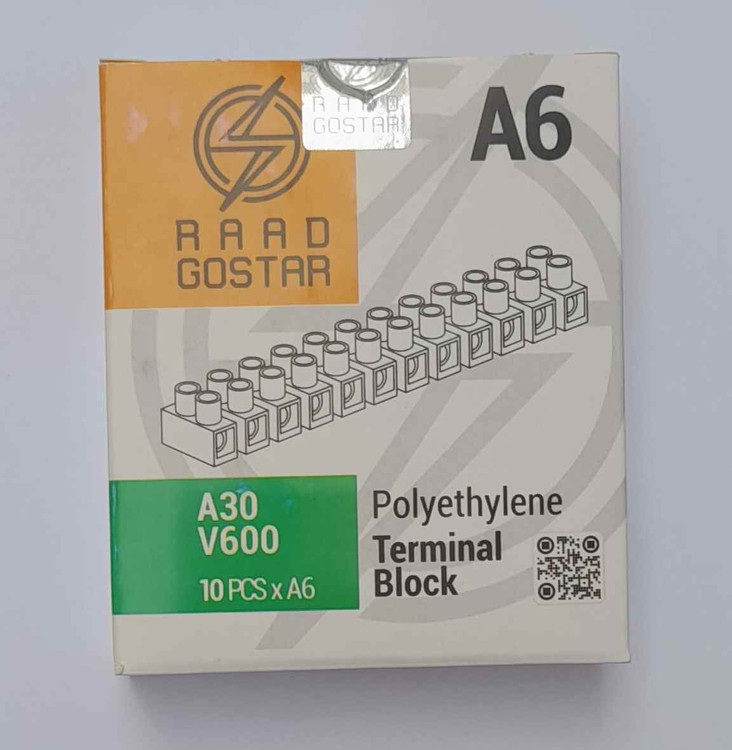 RAAD
GOSTAR
A6
RAAD
GOSTAR
A30
V600
10 PCS x A6
Polyethylene
Terminal
Block